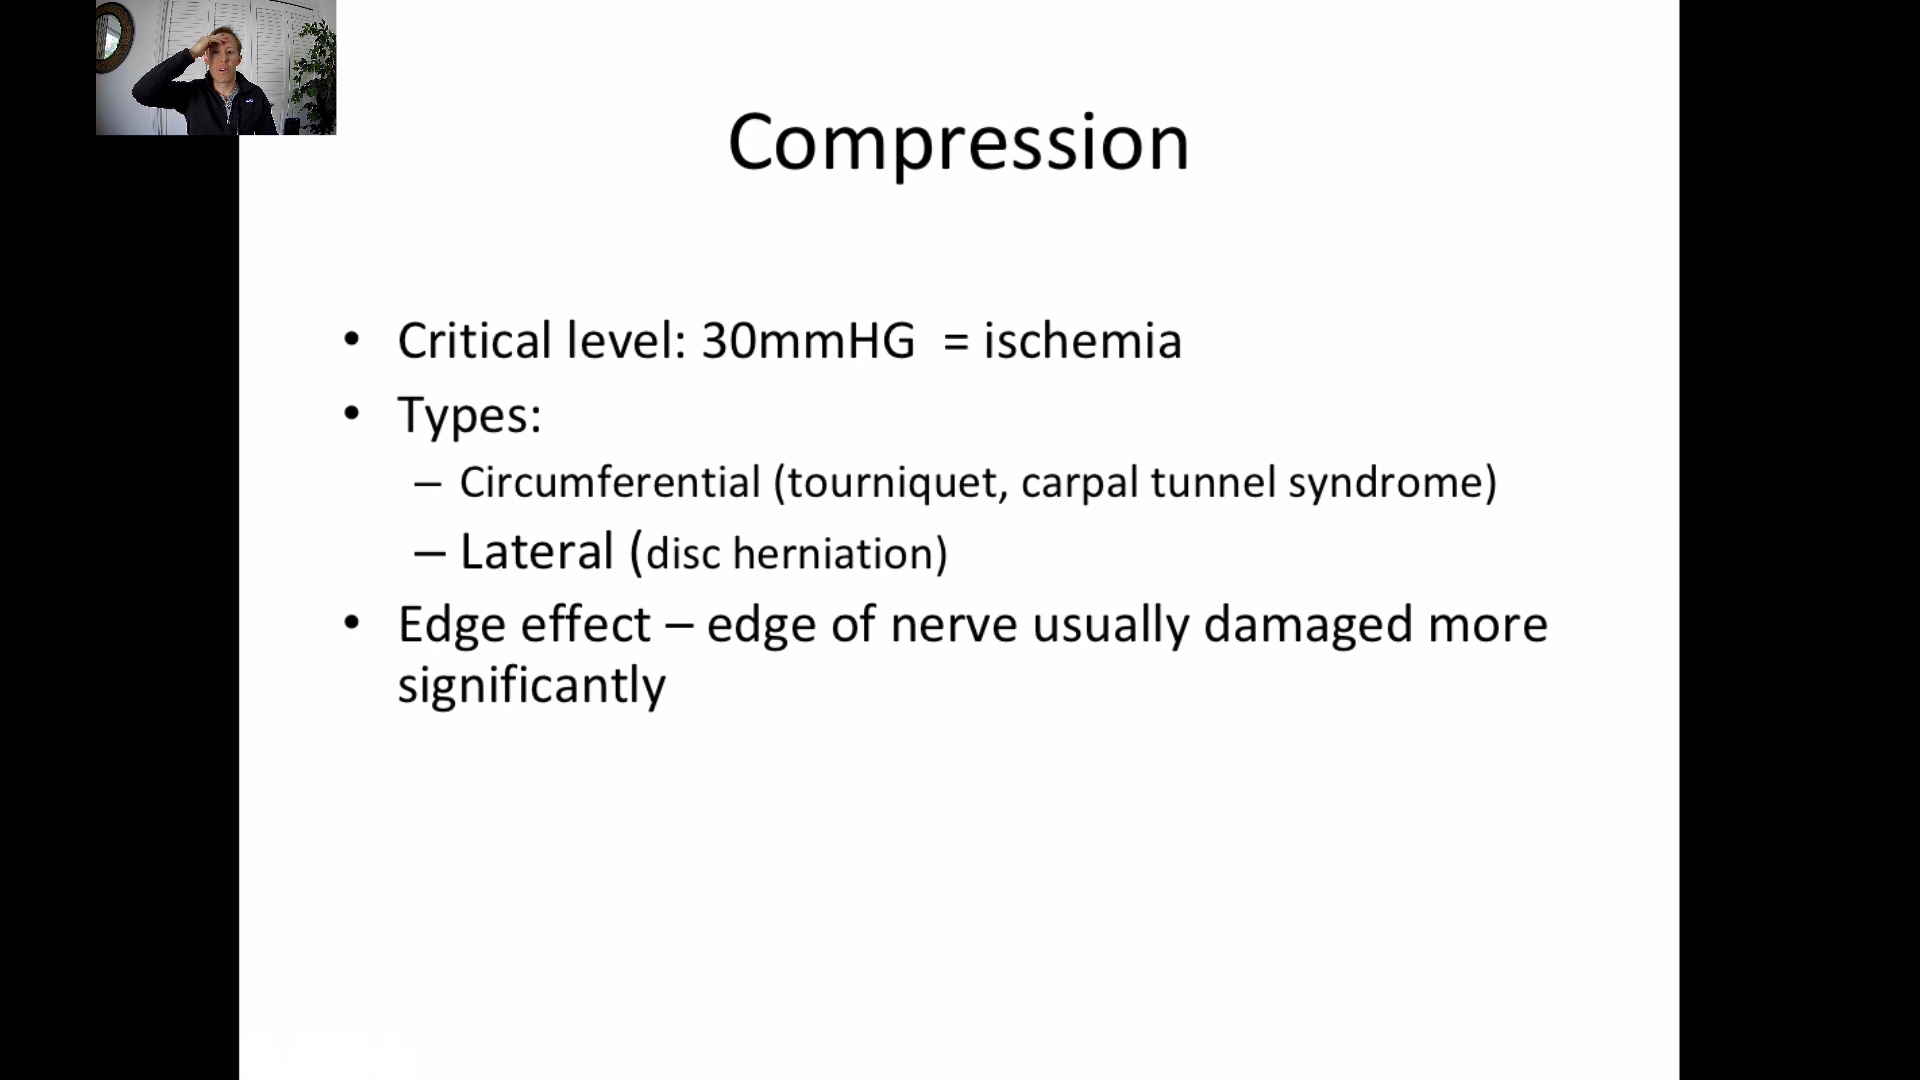 Compression
• Critical level: 30mmHG = ischemia
• Types:
– Circumferential (tourniquet, carpal tunnel syndrome)
– Lateral (disc herniation)
• Edge effect – edge of nerve usually damaged more
significantly